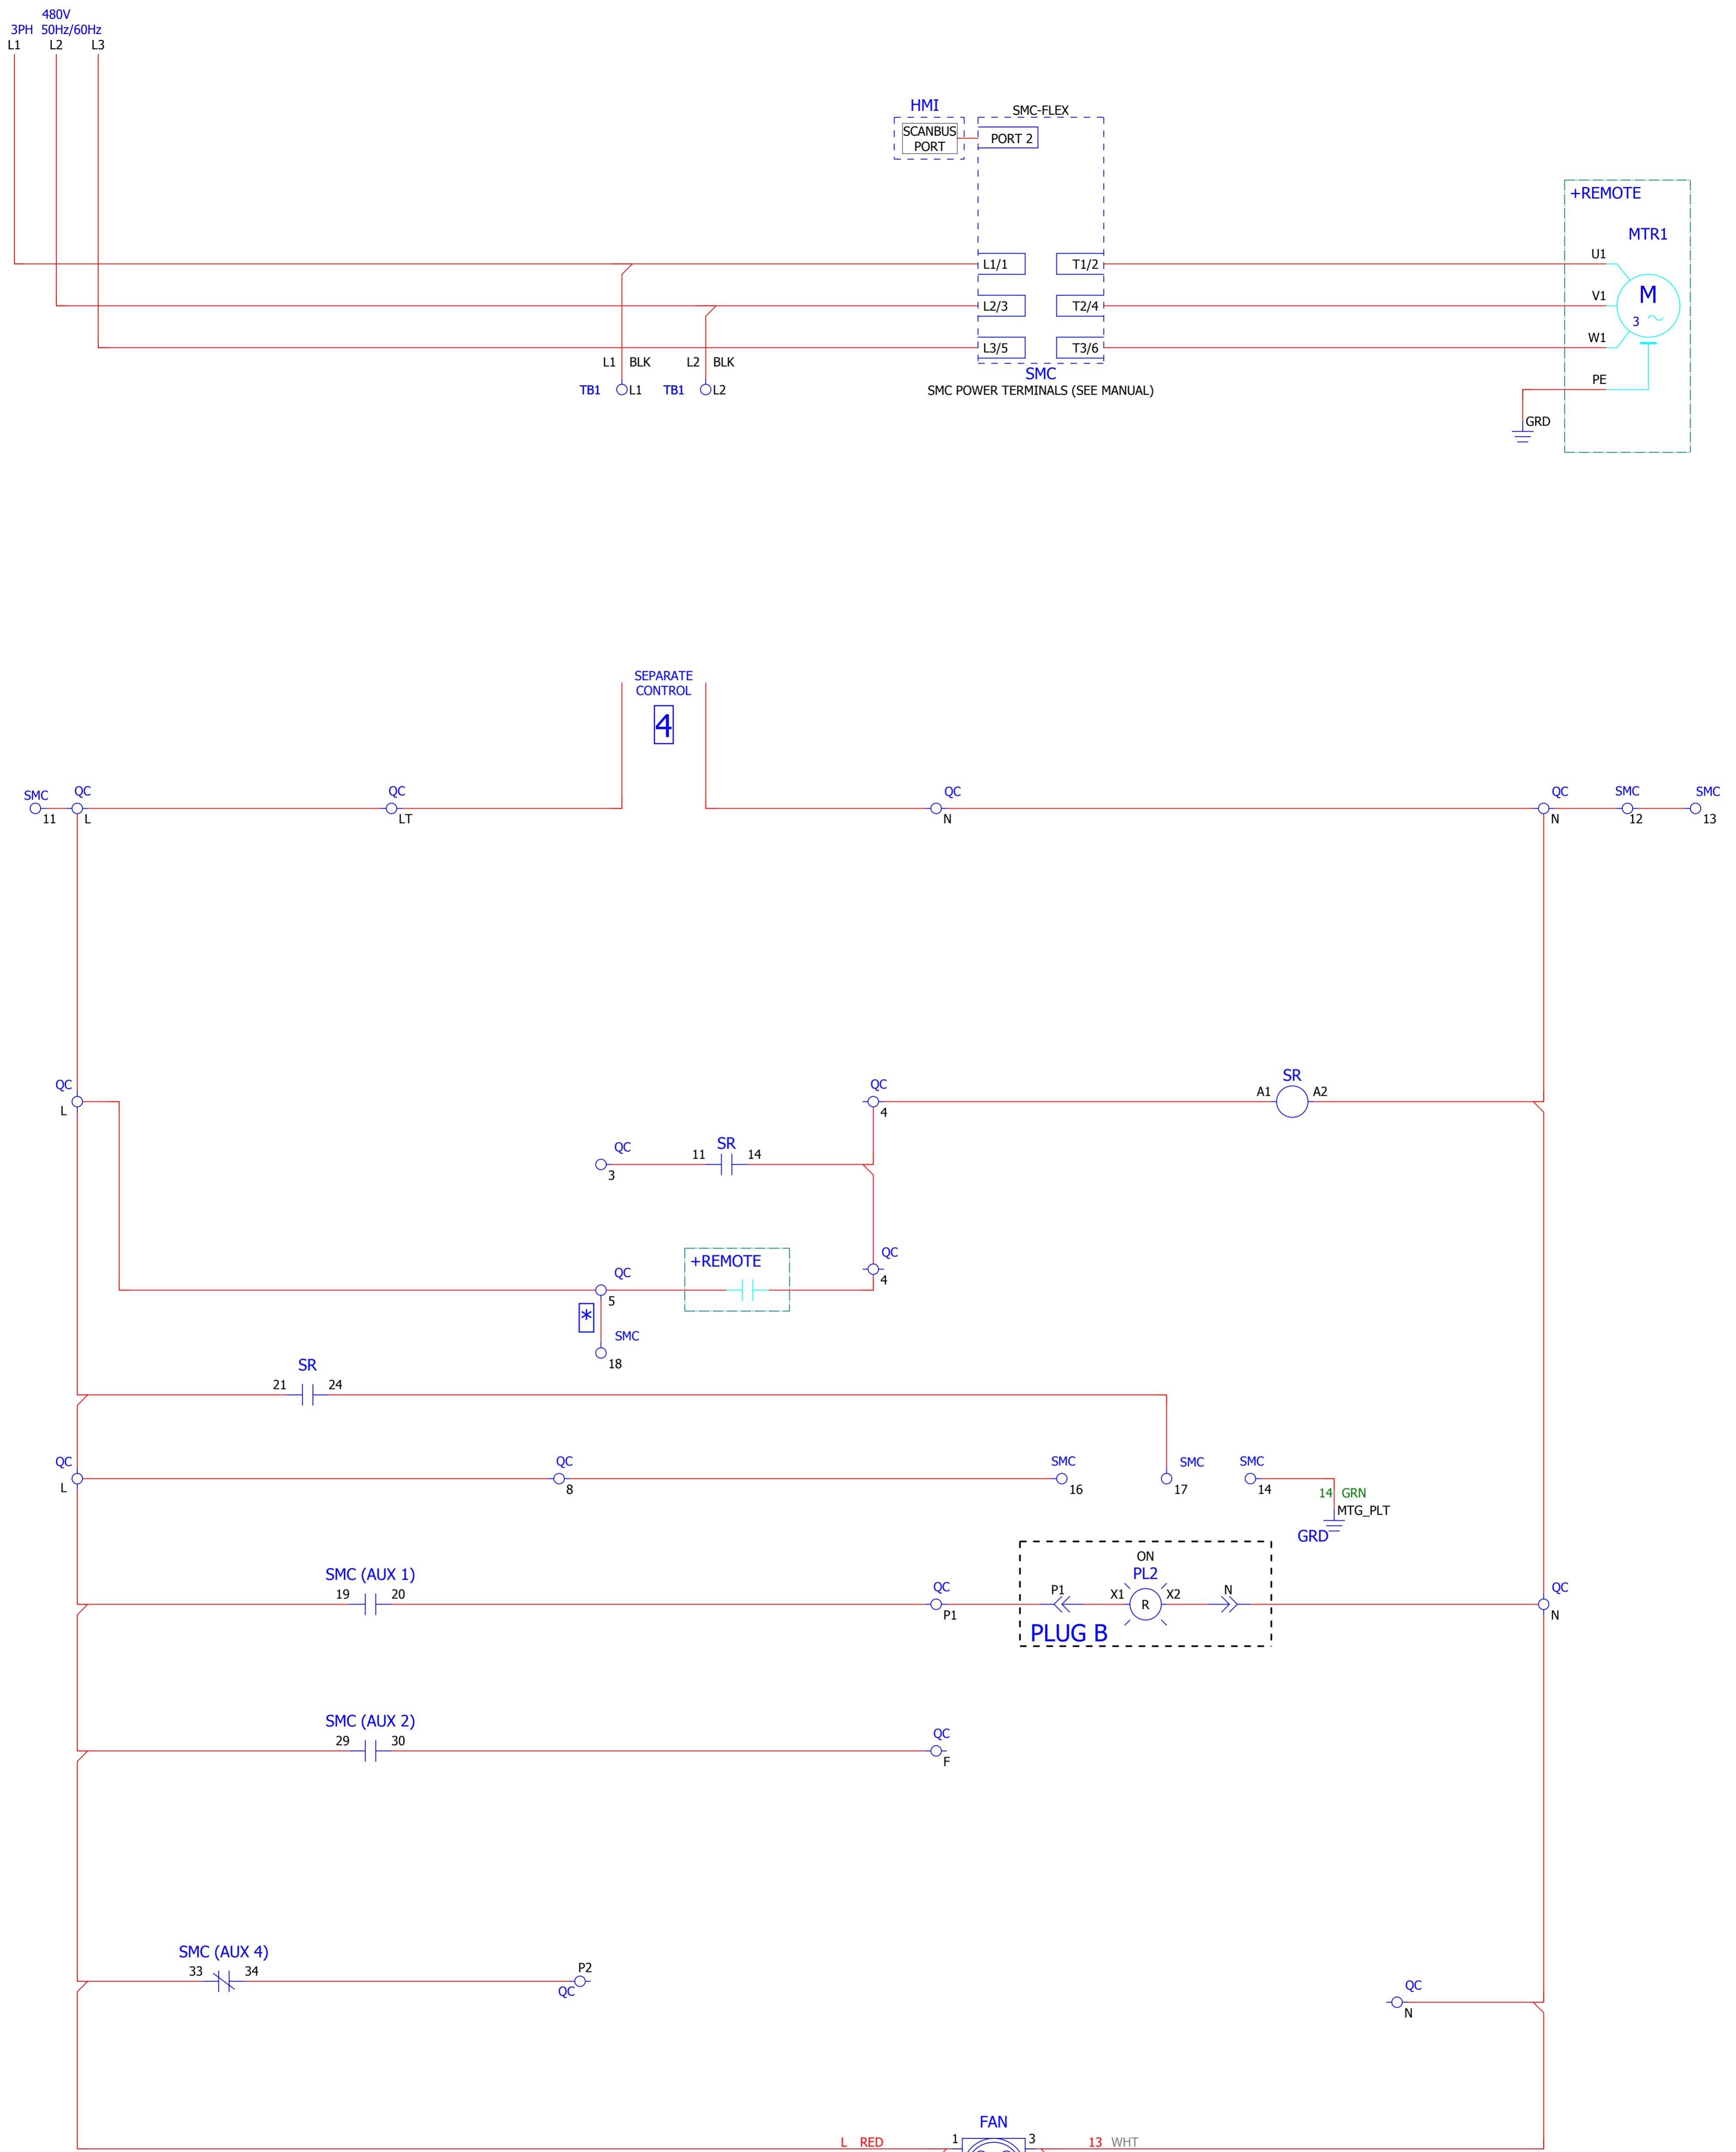 480V
3PH 50Hz/60Hz
L1 L2 L3
HMI
SMC-FLEX
SCANBUS
PORT
PORT 2
+REMOTE
MTR1
L1/1 T1/2 U1
L2/3 T2/4 V1
M
3
L3/5 T3/6 W1
L1 BLK L2 BLK
SMC
PE
TB1 L1 TB1 L2
SMC POWER TERMINALS (SEE MANUAL)
GRD
SEPARATE
CONTROL
4
SMC QC QC QC QC SMC SMC
11 L LT N N 12 13
SR
QC QC A1 A2
L 4
SR
QC 11 14
3
QC
+REMOTE
4
QC
5
*
SMC
18
SR
21 24
QC QC SMC SMC SMC
L 8 16 17 14
14 GRN
MTG_PLT
GRD
ON
SMC (AUX 1) PL2
19 20 QC P1 X1 X2 N QC
R
P1 N
PLUG B
SMC (AUX 2)
29 30 QC
F
SMC (AUX 4)
33 34 P2
QC
QC
N
FAN
L RED 1 3 13 WHT